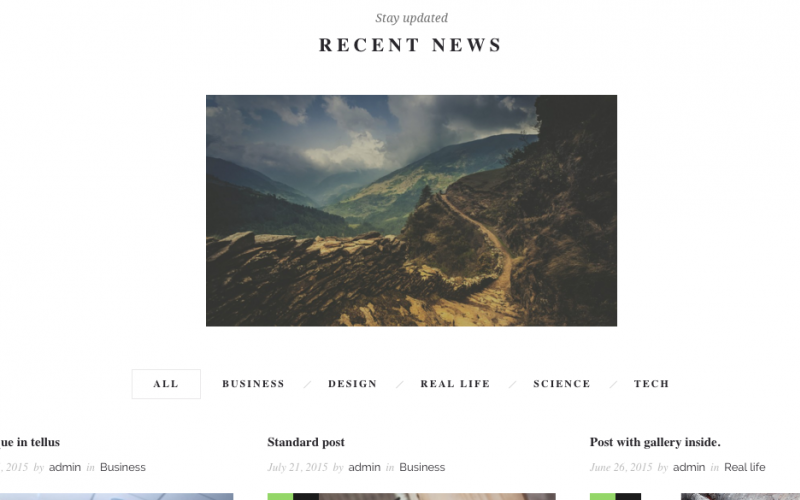 Stay updated
RECENT NEWS
ALL BUSINESS / DESIGN / REAL LIFE / SCIENCE / TECH
in tellus
Standard post
Post with gallery inside.
2015 by admin in Business
July 21, 2015 by admin in Business
June 26, 2015 by admin in Real life